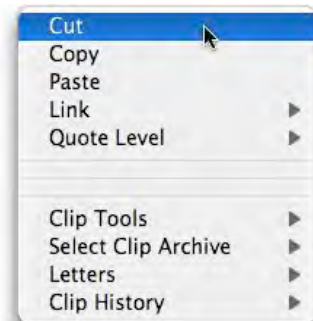 Cut
Copy
Paste
Link
Quote Level
Clip Tools
Select Clip Archive
Letters
Clip History